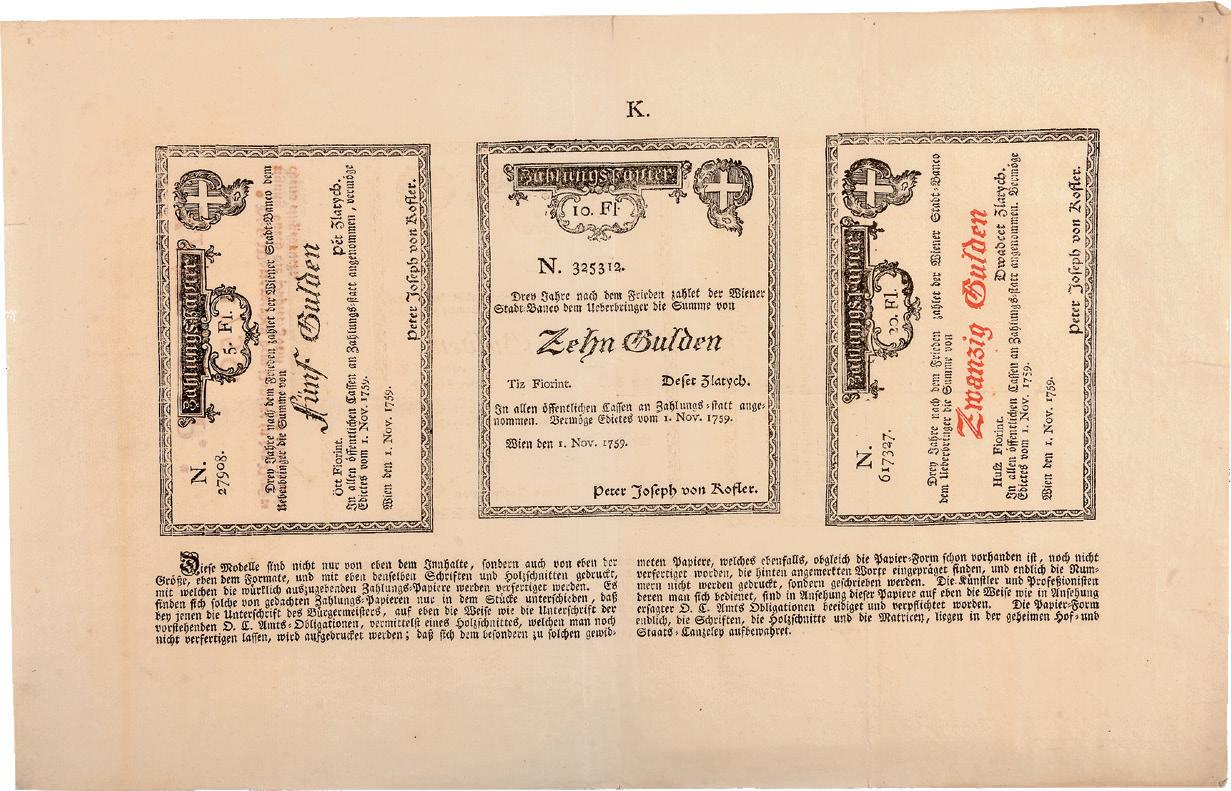 K.
Zahlungspapier
5. Fl.
N.
27908.
Drey Jahre nach dem Frieden zahlet der Wiener Stadt-Banco dem
Ueberbringer die Summe von
Fünf Gulden
Ött Fiorint.
Pět Zlatych.
In allen öffentlichen Cassen an Zahlungs-statt angenommen, vermöge
Edictes vom 1. Nov. 1759.
Wien den 1. Nov. 1759.
Peter Joseph von Kofler.
Zahlungspapier
10. Fl.
N. 325312.
Drey Jahre nach dem Frieden zahlet der Wiener
Stadt-Banco dem Ueberbringer die Summe von
Zehn Gulden
Tiz Fiorint.
Deset Zlatych.
In allen öffentlichen Cassen an Zahlungs-statt ange-
nommen. Vermöge Edictes vom 1. Nov. 1759.
Wien den 1. Nov. 1759.
Peter Joseph von Kofler.
Zahlungspapier
20. Fl.
N.
617327.
Drey Jahre nach dem Frieden zahlet der Wiener Stadt-Banco
dem Ueberbringer die Summe von
Zwanzig Gulden
Husz Fiorint.
Dwadcet Zlatych.
In allen öffentlichen Cassen an Zahlungs-statt angenommen. Vermöge
Edictes vom 1. Nov. 1759.
Wien den 1. Nov. 1759.
Peter Joseph von Kofler.
Diese Modelle sind nicht nur von eben dem Innhalte, sondern auch von eben der
Größe, eben dem Formate, und mit eben denselben Schriften und Holzschnitten gedruckt,
mit welchen die würklich auszugebenden Zahlungs-Papiere werden verfertiget werden. Es
finden sich solche von gedachten Zahlungs-Papieren nur in dem Stücke unterschieden, daß
bey jenen die Unterschrift des Bürgermeisters, auf eben die Weise wie die Unterschrift der
vorstehenden O. C. Amts-Obligationen, vermittelst eines Holzschnittes, welchen man noch
nicht verfertigen lassen, wird aufgedrucket werden; daß sich dem besondern zu solchen gewid-
meten Papiere, welches ebenfalls, obgleich die Papier-Form schon vorhanden ist, noch nicht
verfertiget worden, die hinten angemerkten Worte eingepräget finden, und endlich die Num-
mern nicht werden gedruckt, sondern geschrieben werden. Die Künstler und Profeßionisten
deren man sich bedienet, sind in Ansehung dieser Papiere auf eben die Weise wie in Ansehung
ersagter O. C. Amts Obligationen beeidiget und verpflichtet worden. Die Papier-Form
endlich, die Schriften, die Holzschnitte und die Matricen, liegen in der geheimen Hof- und
Staats-Canzeley aufbewahret.